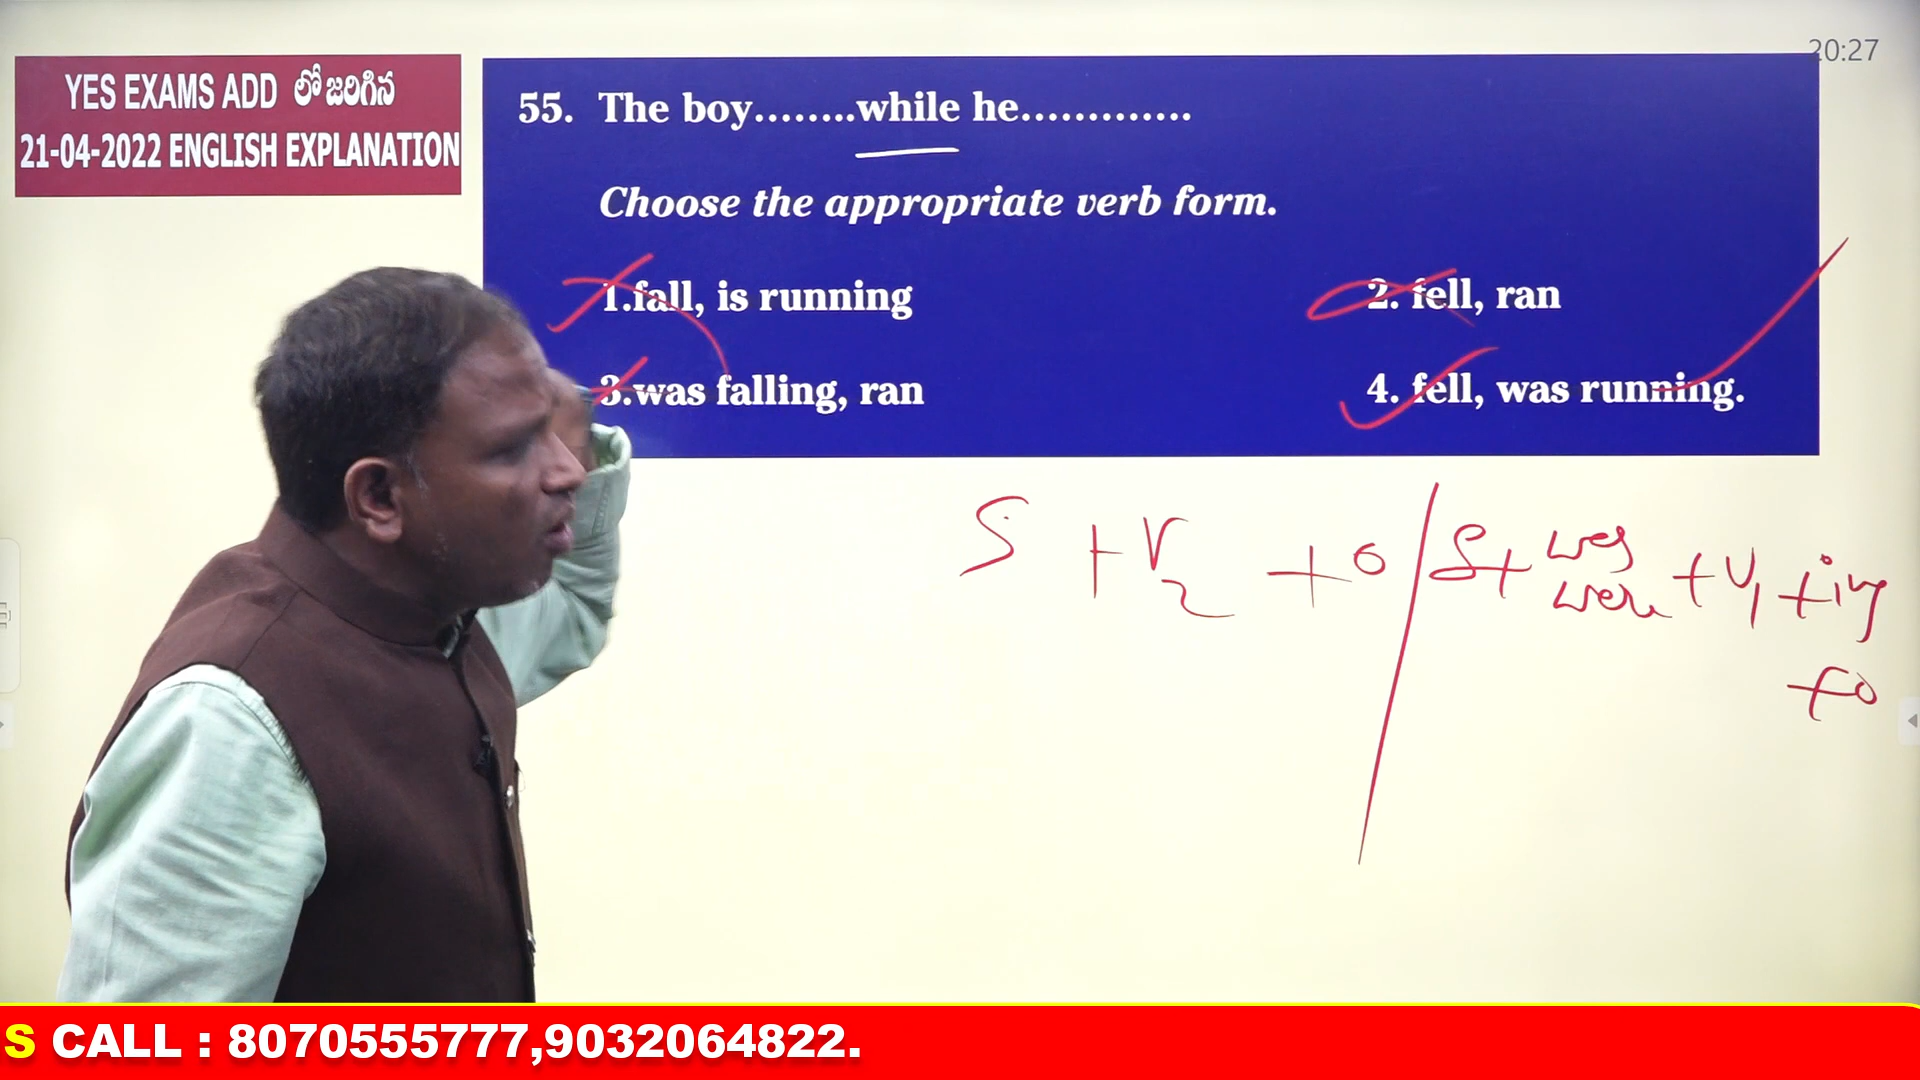 20:27
YES EXAMS ADD లో జరిగిన
21-04-2022 ENGLISH EXPLANATION
55. The boy........while he.............
Choose the appropriate verb form.
1.fall, is running
2. fell, ran
3.was falling, ran
4. fell, was running.
S + V2 + o / S + was were + V1 + ing
+o
S CALL : 8070555777,9032064822.